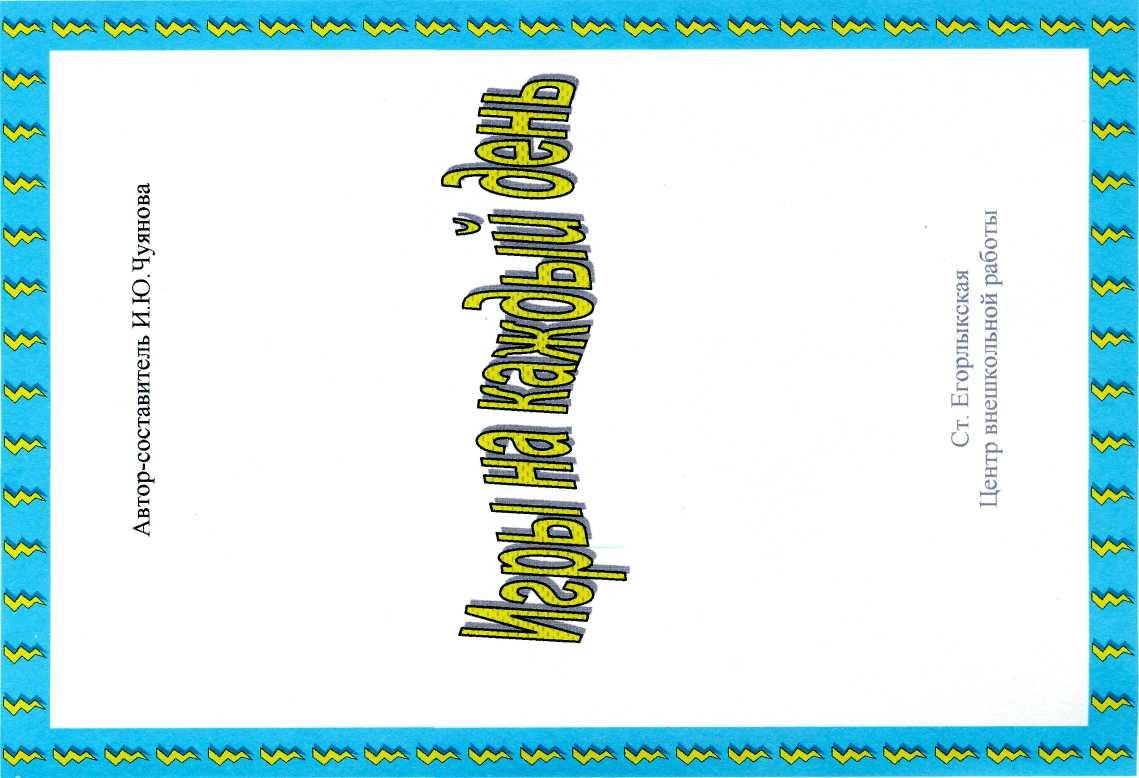 Автор-составитель И.Ю.Чуянова
Игры на каждый день
Ст. Егорлыкская
Центр внешкольной работы